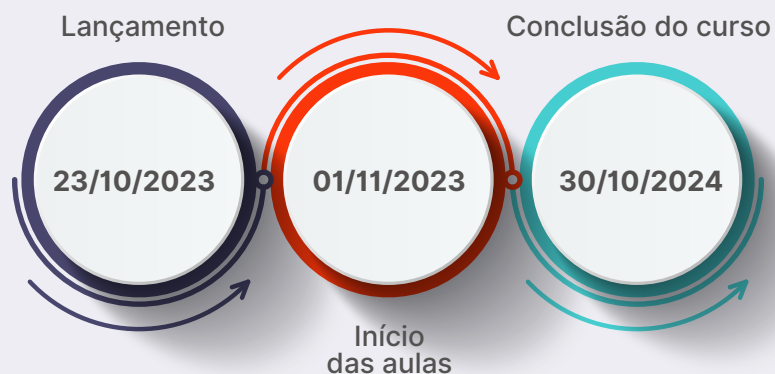 Lançamento
Conclusão do curso
23/10/2023
01/11/2023
30/10/2024
Início
das aulas